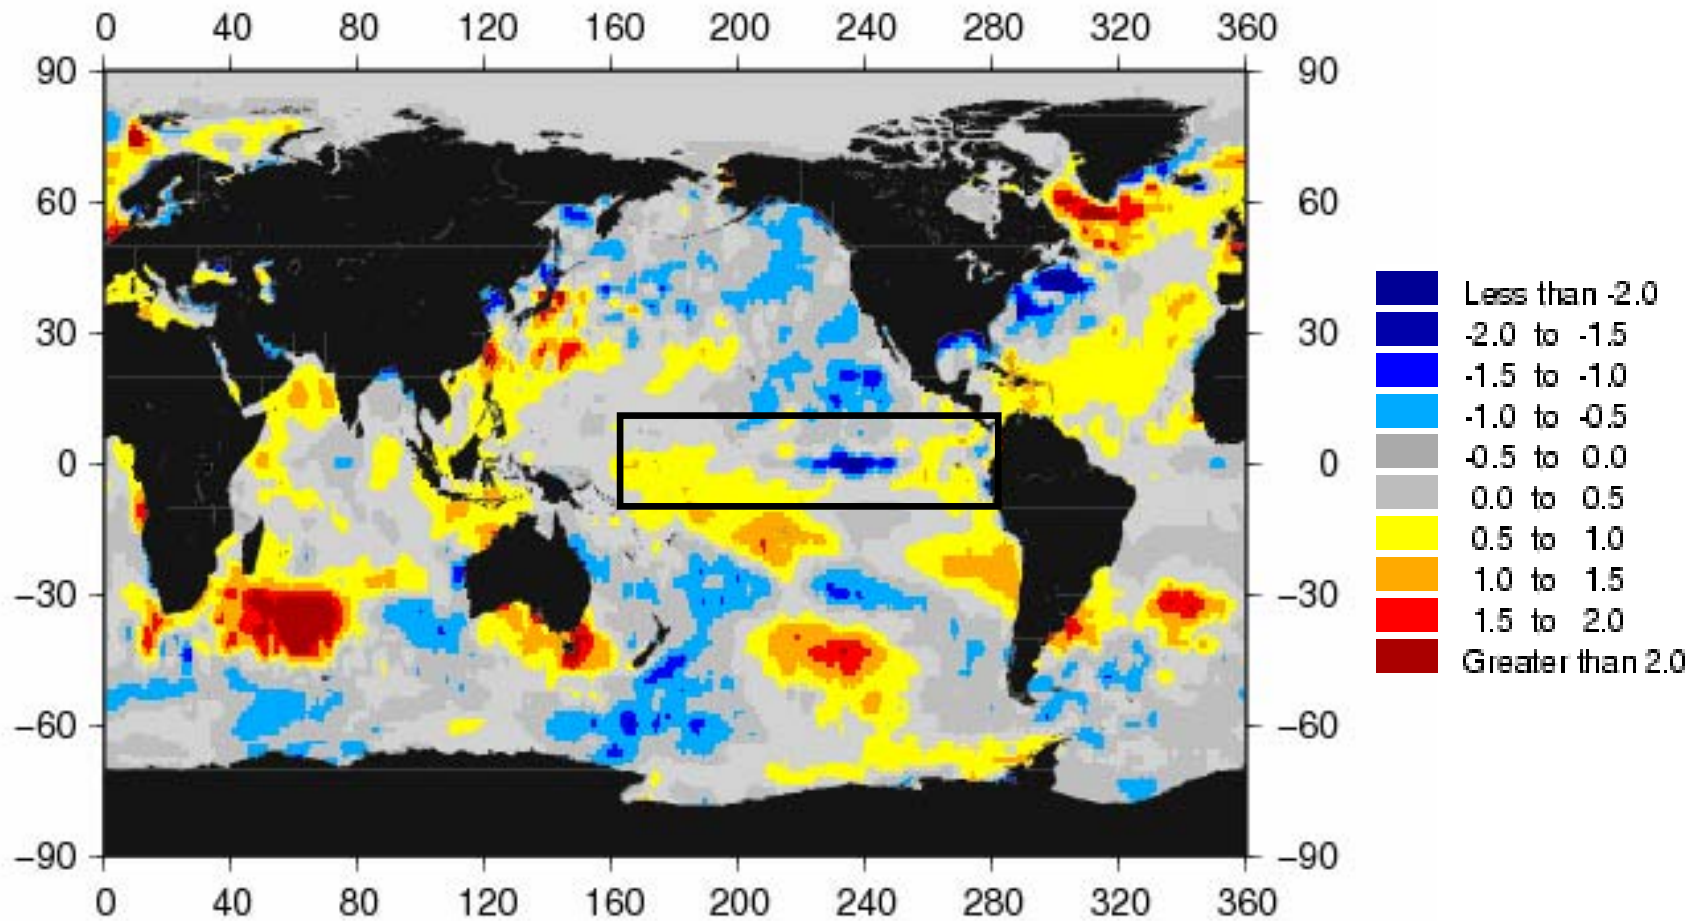 0 40 80 120 160 200 240 280 320 360
90 90
60 60
30 30
0 0
−30 −30
−60 −60
−90 −90
0 40 80 120 160 200 240 280 320 360
Less than -2.0
-2.0 to -1.5
-1.5 to -1.0
-1.0 to -0.5
-0.5 to 0.0
0.0 to 0.5
0.5 to 1.0
1.0 to 1.5
1.5 to 2.0
Greater than 2.0